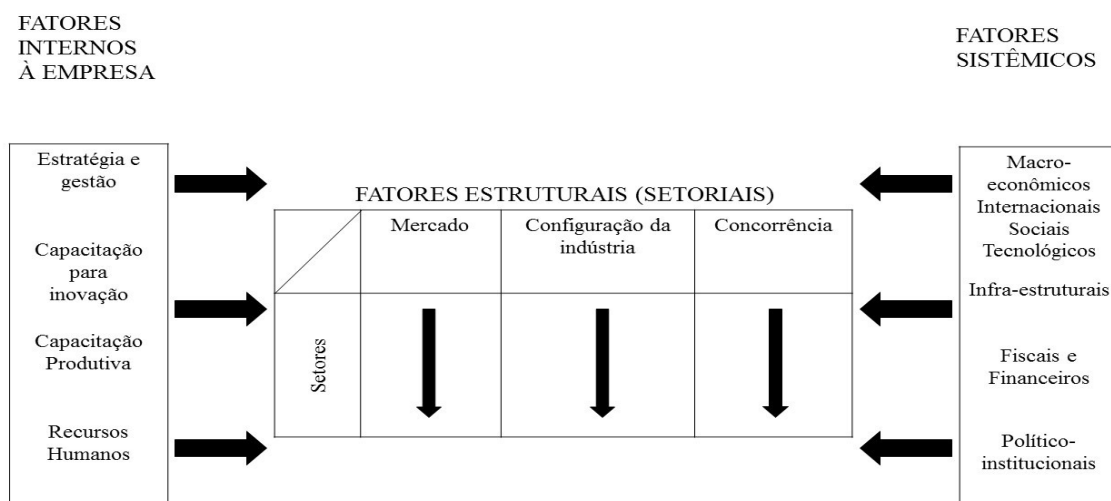 FATORES
INTERNOS
À EMPRESA
FATORES
SISTÊMICOS
Estratégia e
gestão
Capacitação
para
inovação
Capacitação
Produtiva
Recursos
Humanos
FATORES ESTRUTURAIS (SETORIAIS)
Mercado
Configuração da
indústria
Concorrência
Setores
Macro-
econômicos
Internacionais
Sociais
Tecnológicos
Infra-estruturais
Fiscais e
Financeiros
Político-
institucionais